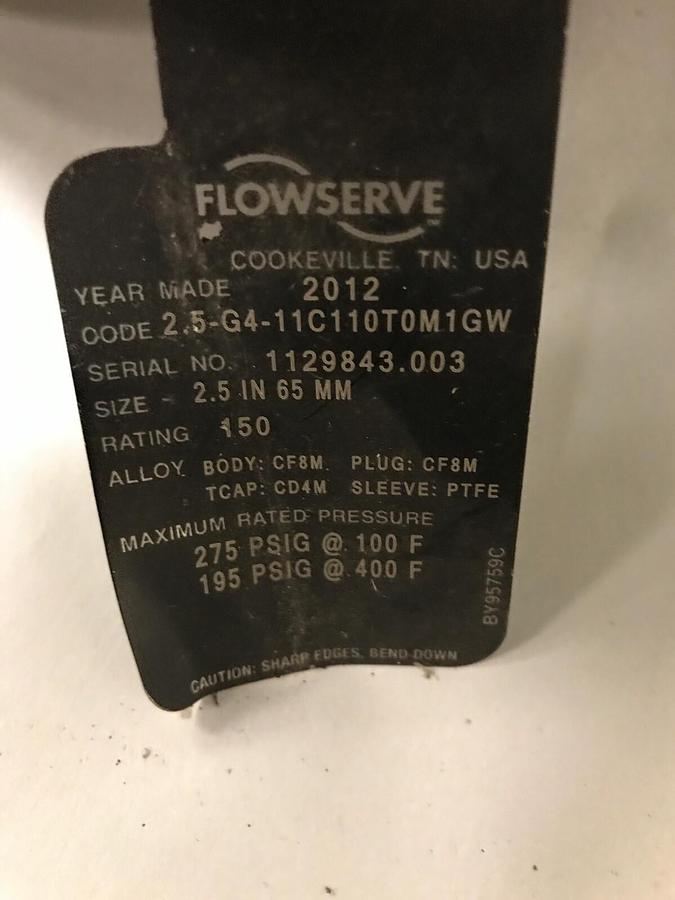 FLOWSERVE
COOKEVILLE, TN: USA
YEAR MADE 2012
CODE 2.5-G4-11C110T0M1GW
SERIAL NO. 1129843.003
SIZE - 2.5 IN 65 MM
RATING 150
ALLOY BODY: CF8M PLUG: CF8M
TCAP: CD4M SLEEVE: PTFE
MAXIMUM RATED PRESSURE
275 PSIG @ 100 F
195 PSIG @ 400 F
BY95759C
CAUTION: SHARP EDGES, BEND DOWN